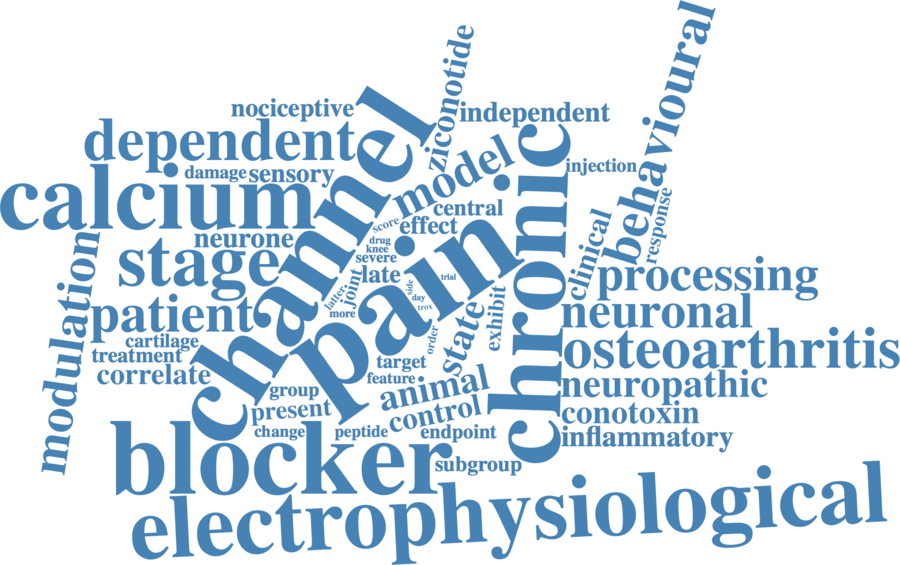 behavioural
ziconotide
nociceptive
channel
independent
dependent
chronic
model
damage
sensory
injection
calcium
response
central
clinical
score
effect
neurone
drug
knee
pain
severe
stage
late
joint
trial
side
processing
modulation
latter
day
trox
more
exhibit
state
neuronal
patient
order
cartilage
treatment
osteoarthritis
target
correlate
feature
neuropathic
animal
group
present
control
conotoxin
change
peptide
endpoint
inflammatory
blocker
subgroup
electrophysiological